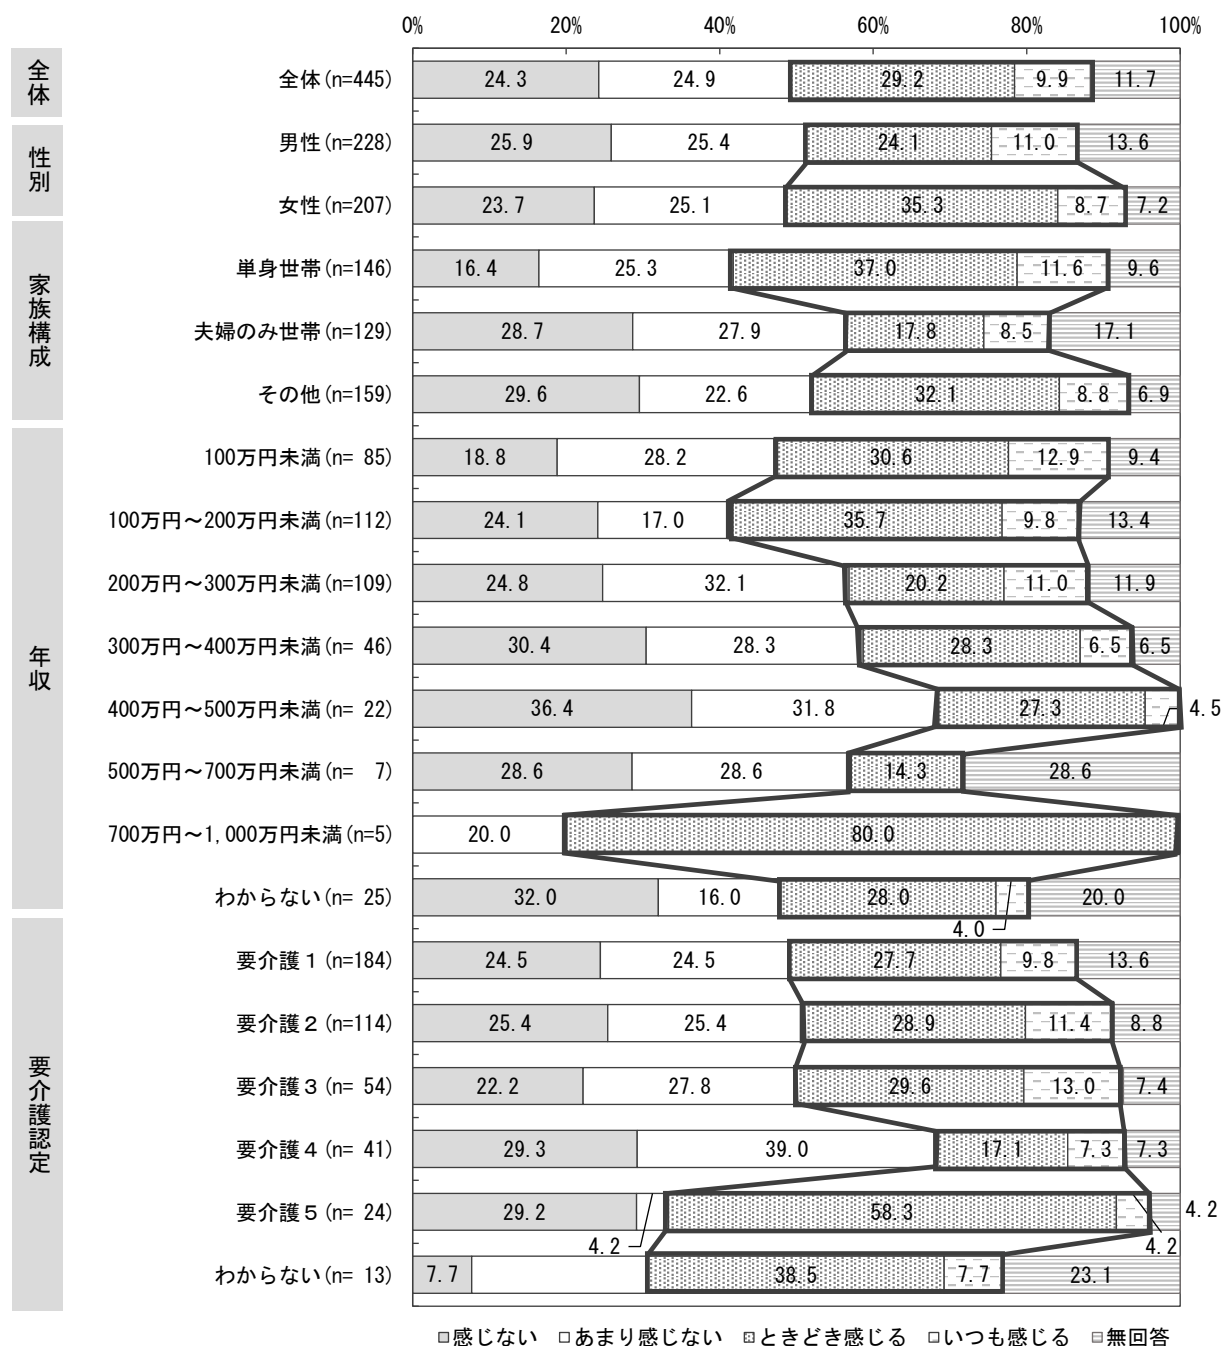 0% 20% 40% 60% 80% 100%
全体
全体(n=445) 24.3 24.9 29.2 9.9 11.7
性別
男性(n=228) 25.9 25.4 24.1 11.0 13.6
女性(n=207) 23.7 25.1 35.3 8.7 7.2
家族構成
単身世帯(n=146) 16.4 25.3 37.0 11.6 9.6
夫婦のみ世帯(n=129) 28.7 27.9 17.8 8.5 17.1
その他(n=159) 29.6 22.6 32.1 8.8 6.9
年収
100万円未満(n= 85) 18.8 28.2 30.6 12.9 9.4
100万円～200万円未満(n=112) 24.1 17.0 35.7 9.8 13.4
200万円～300万円未満(n=109) 24.8 32.1 20.2 11.0 11.9
300万円～400万円未満(n= 46) 30.4 28.3 28.3 6.5 6.5
400万円～500万円未満(n= 22) 36.4 31.8 27.3 4.5
500万円～700万円未満(n= 7) 28.6 28.6 14.3 28.6
700万円～1,000万円未満(n=5) 20.0 80.0
わからない(n= 25) 32.0 16.0 28.0 4.0 20.0
要介護認定
要介護１(n=184) 24.5 24.5 27.7 9.8 13.6
要介護２(n=114) 25.4 25.4 28.9 11.4 8.8
要介護３(n= 54) 22.2 27.8 29.6 13.0 7.4
要介護４(n= 41) 29.3 39.0 17.1 7.3 7.3
要介護５(n= 24) 29.2 4.2 58.3 4.2 4.2
わからない(n= 13) 7.7 38.5 7.7 23.1
感じない あまり感じない ときどき感じる いつも感じる 無回答